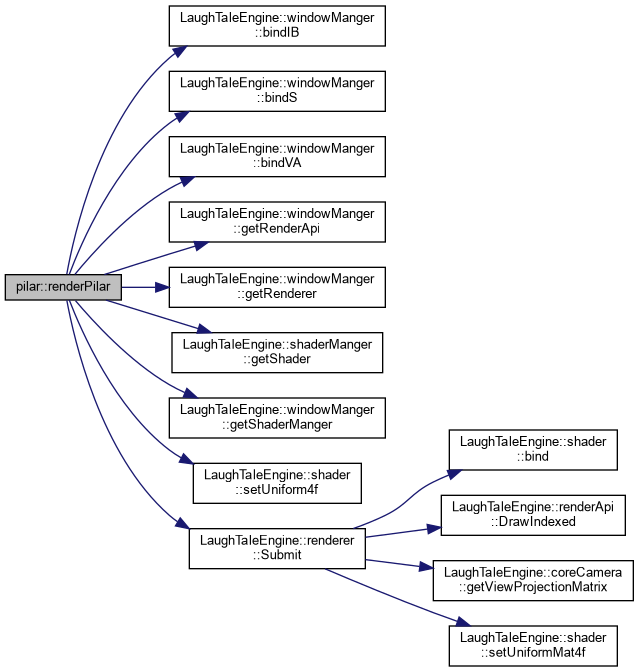 LaughTaleEngine::windowManger
::bindIB
LaughTaleEngine::windowManger
::bindS
LaughTaleEngine::windowManger
::bindVA
LaughTaleEngine::windowManger
::getRenderApi
pilar::renderPilar
LaughTaleEngine::windowManger
::getRenderer
LaughTaleEngine::shaderManger
::getShader
LaughTaleEngine::windowManger
::getShaderManger
LaughTaleEngine::shader
::setUniform4f
LaughTaleEngine::renderer
::Submit
LaughTaleEngine::shader
::bind
LaughTaleEngine::renderApi
::DrawIndexed
LaughTaleEngine::coreCamera
::getViewProjectionMatrix
LaughTaleEngine::shader
::setUniformMat4f